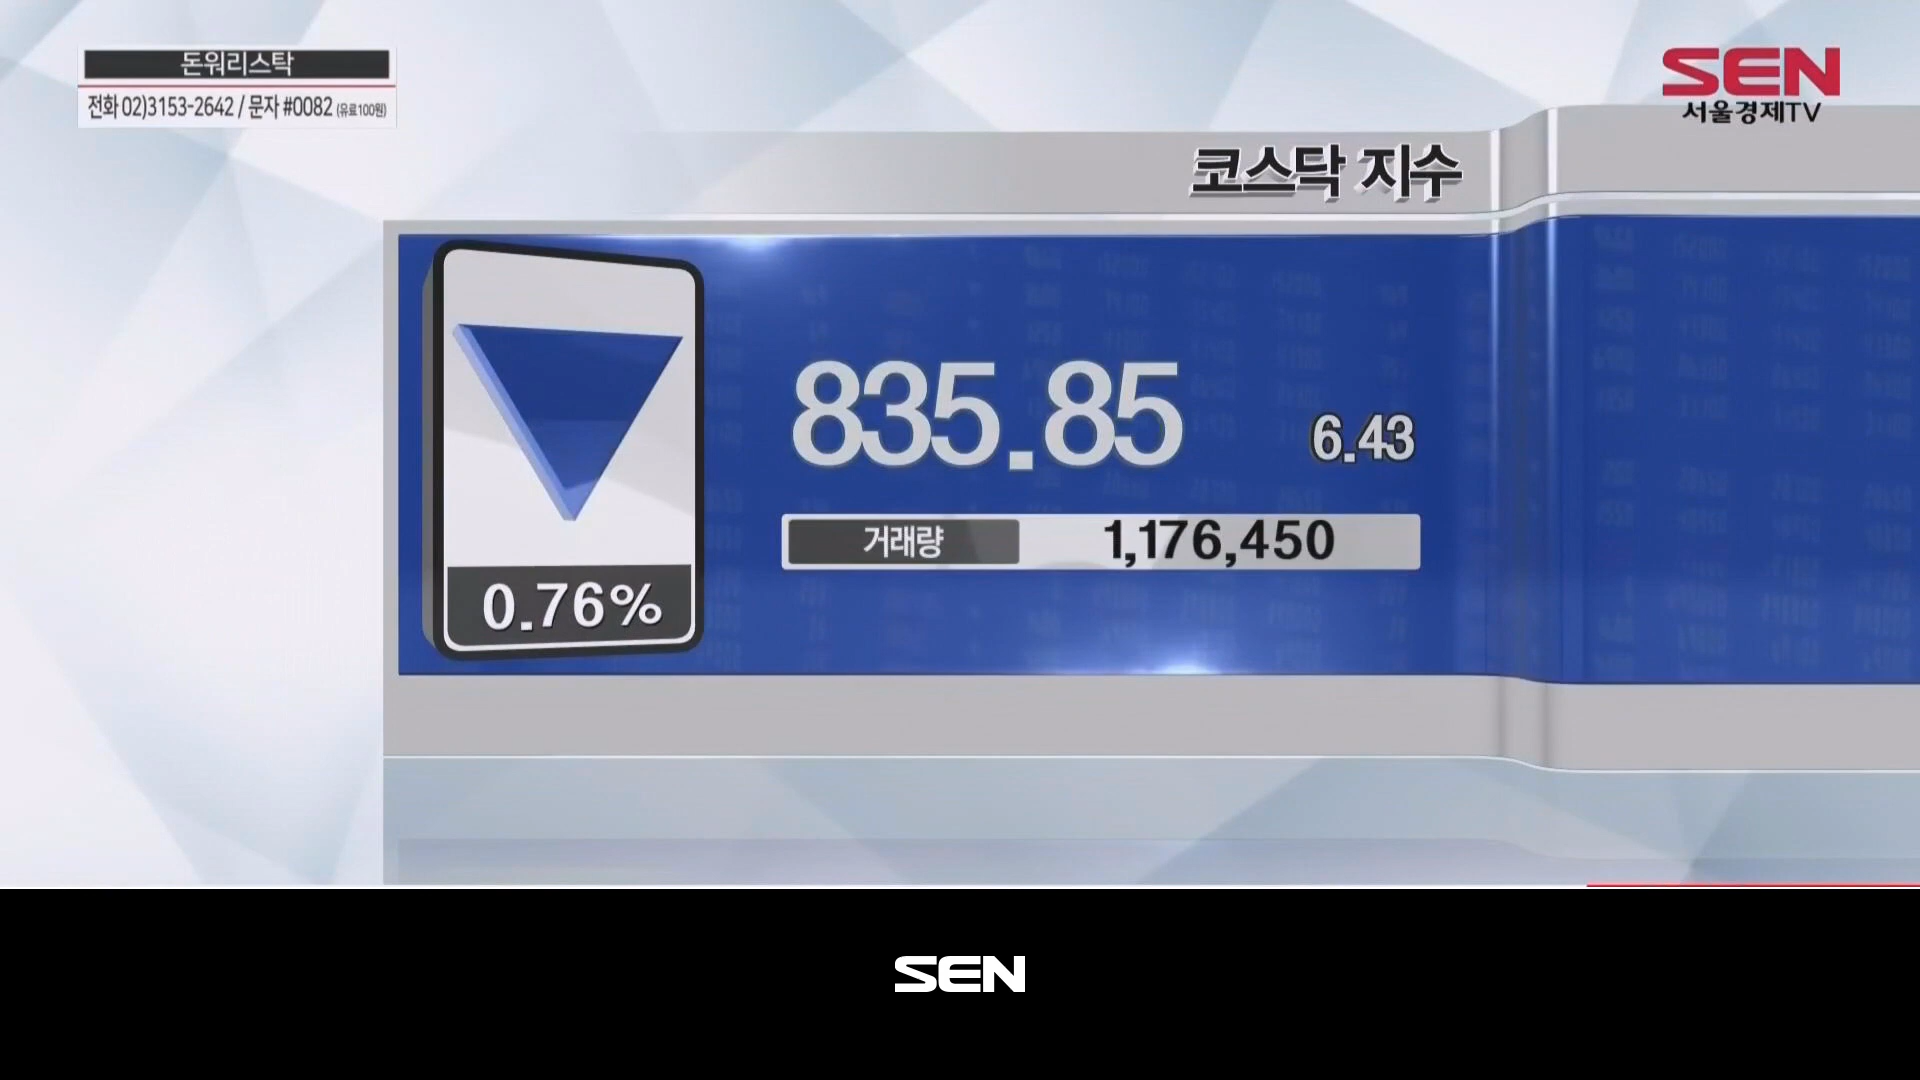 돈워리스탁
전화 02)3153-2642 / 문자 #0082 (유료100원)
SEN
서울경제TV
코스닥 지수
835.85
6.43
거래량 1,176,450
0.76%
SEN